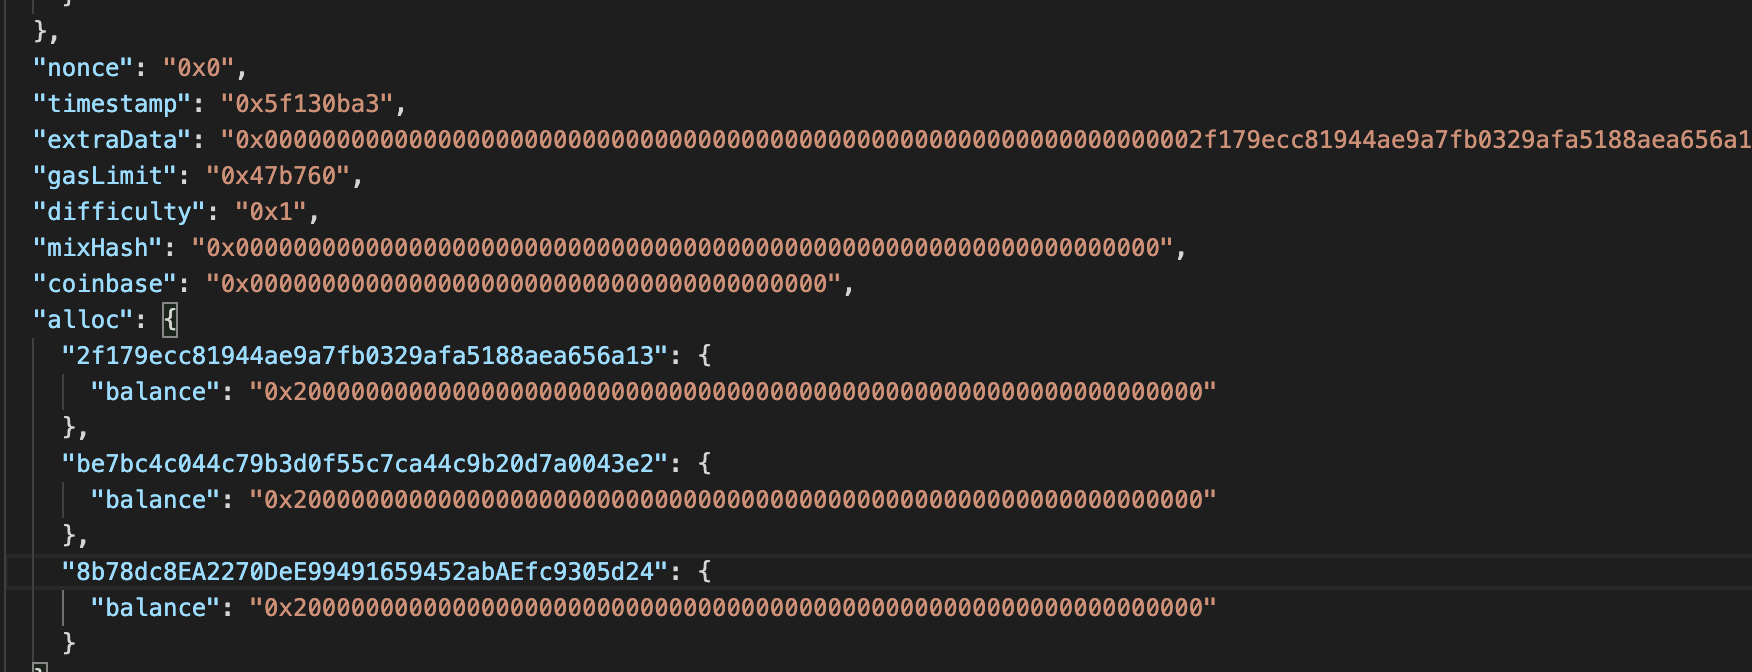 },
"nonce": "0x0",
"timestamp": "0x5f130ba3",
"extraData": "0x00000000000000000000000000000000000000000000000000000000000000002f179ecc81944ae9a7fb0329afa5188aea656a1
"gasLimit": "0x47b760",
"difficulty": "0x1",
"mixHash": "0x0000000000000000000000000000000000000000000000000000000000000000",
"coinbase": "0x0000000000000000000000000000000000000000",
"alloc": {
"2f179ecc81944ae9a7fb0329afa5188aea656a13": {
"balance": "0x200000000000000000000000000000000000000000000000000000000000000"
},
"be7bc4c044c79b3d0f55c7ca44c9b20d7a0043e2": {
"balance": "0x200000000000000000000000000000000000000000000000000000000000000"
},
"8b78dc8EA2270DeE99491659452abAEfc9305d24": {
"balance": "0x200000000000000000000000000000000000000000000000000000000000000"
}